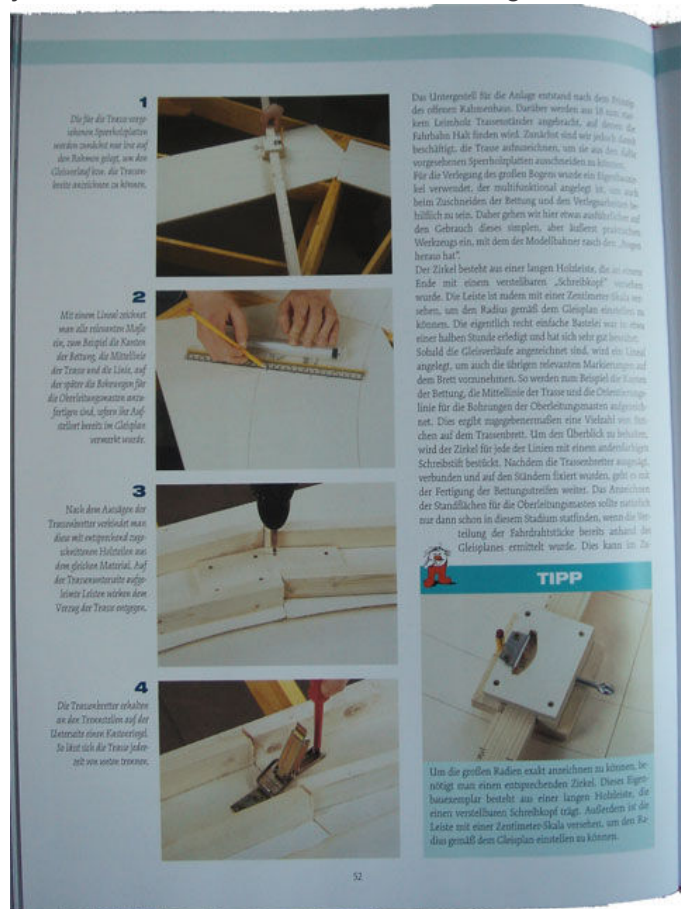 1
Die für die Trasse vorge-
sehenen Sperrholzplatten
werden zunächst nur lose auf
den Rahmen gelegt, um den
Gleisverlauf bzw. die Trassen-
breite anzeichnen zu können.
2
Mit einem Lineal zeichnet
man alle relevanten Maße
ein, zum Beispiel die Kanten
der Bettung, die Mittellinie
der Trasse und die Linie, auf
der später die Bohrungen für
die Oberleitungsmasten anzu-
fertigen sind, sofern ihr Auf-
stellort bereits im Gleisplan
vermerkt wurde.
3
Nach dem Aussägen der
Trassenbretter verbindet man
diese mit entsprechend zuge-
schnittenen Holzteilen aus
dem gleichen Material. Auf
der Trassenunterseite aufge-
leimte Leisten wirken dem
Verzug der Trasse entgegen.
4
Die Trassenbretter erhalten
an den Trennstellen auf der
Unterseite einen Kastenriegel.
So lässt sich die Trasse jeder-
zeit von unten trennen.
Das Untergestell für die Anlage entstand nach dem Prinzip
des offenen Rahmenbaus. Darüber werden aus 18 mm star-
kem Leimholz Trassenständer angebracht, auf denen die
Fahrbahn Halt finden wird. Zunächst sind wir jedoch damit
beschäftigt, die Trasse aufzuzeichnen, um sie aus den dafür
vorgesehenen Sperrholzplatten ausschneiden zu können.
Für die Verlegung des großen Bogens wurde ein Eigenbauzir-
kel verwendet, der multifunktional angelegt ist, um auch
beim Zuschneiden der Bettung und den Verlegearbeiten be-
hilflich zu sein. Daher gehen wir hier etwas ausführlicher auf
den Gebrauch dieses simplen, aber äußerst praktischen
Werkzeugs ein, mit dem der Modellbahner rasch den „Bogen
heraus hat“.
Der Zirkel besteht aus einer langen Holzleiste, die an einem
Ende mit einem verstellbaren „Schreibkopf“ versehen
wurde. Die Leiste ist zudem mit einer Zentimeter-Skala ver-
sehen, um den Radius gemäß dem Gleisplan einstellen zu
können. Die eigentlich recht einfache Bastelei war in etwa
einer halben Stunde erledigt und hat sich sehr gut bewährt.
Sobald die Gleisverläufe angezeichnet sind, wird ein Lineal
angelegt, um auch die übrigen relevanten Markierungen auf
dem Brett vorzunehmen. So werden zum Beispiel die Kanten
der Bettung, die Mittellinie der Trasse und die Orientierungs-
linie für die Bohrungen der Oberleitungsmasten aufgezeich-
net. Dies ergibt zugegebenermaßen eine Vielzahl von Stri-
chen auf dem Trassenbrett. Um den Überblick zu behalten,
wird der Zirkel für jede der Linien mit einem andersfarbigen
Schreibstift bestückt. Nachdem die Trassenbretter ausgesägt,
verbunden und auf den Ständern fixiert wurden, geht es mit
der Fertigung der Bettungsstreifen weiter. Das Anzeichnen
der Standflächen für die Oberleitungsmasten sollte natürlich
nur dann schon in diesem Stadium stattfinden, wenn die Ver-
teilung der Fahrdrahtstücke bereits anhand des
Gleisplanes ermittelt wurde. Dies kann im Zu-
TIPP
Um die großen Radien exakt anzeichnen zu können, be-
nötigt man einen entsprechenden Zirkel. Dieses Eigen-
bauexemplar besteht aus einer langen Holzleiste, die
einen verstellbaren Schreibkopf trägt. Außerdem ist die
Leiste mit einer Zentimeter-Skala versehen, um den Ra-
dius gemäß dem Gleisplan einstellen zu können.
52